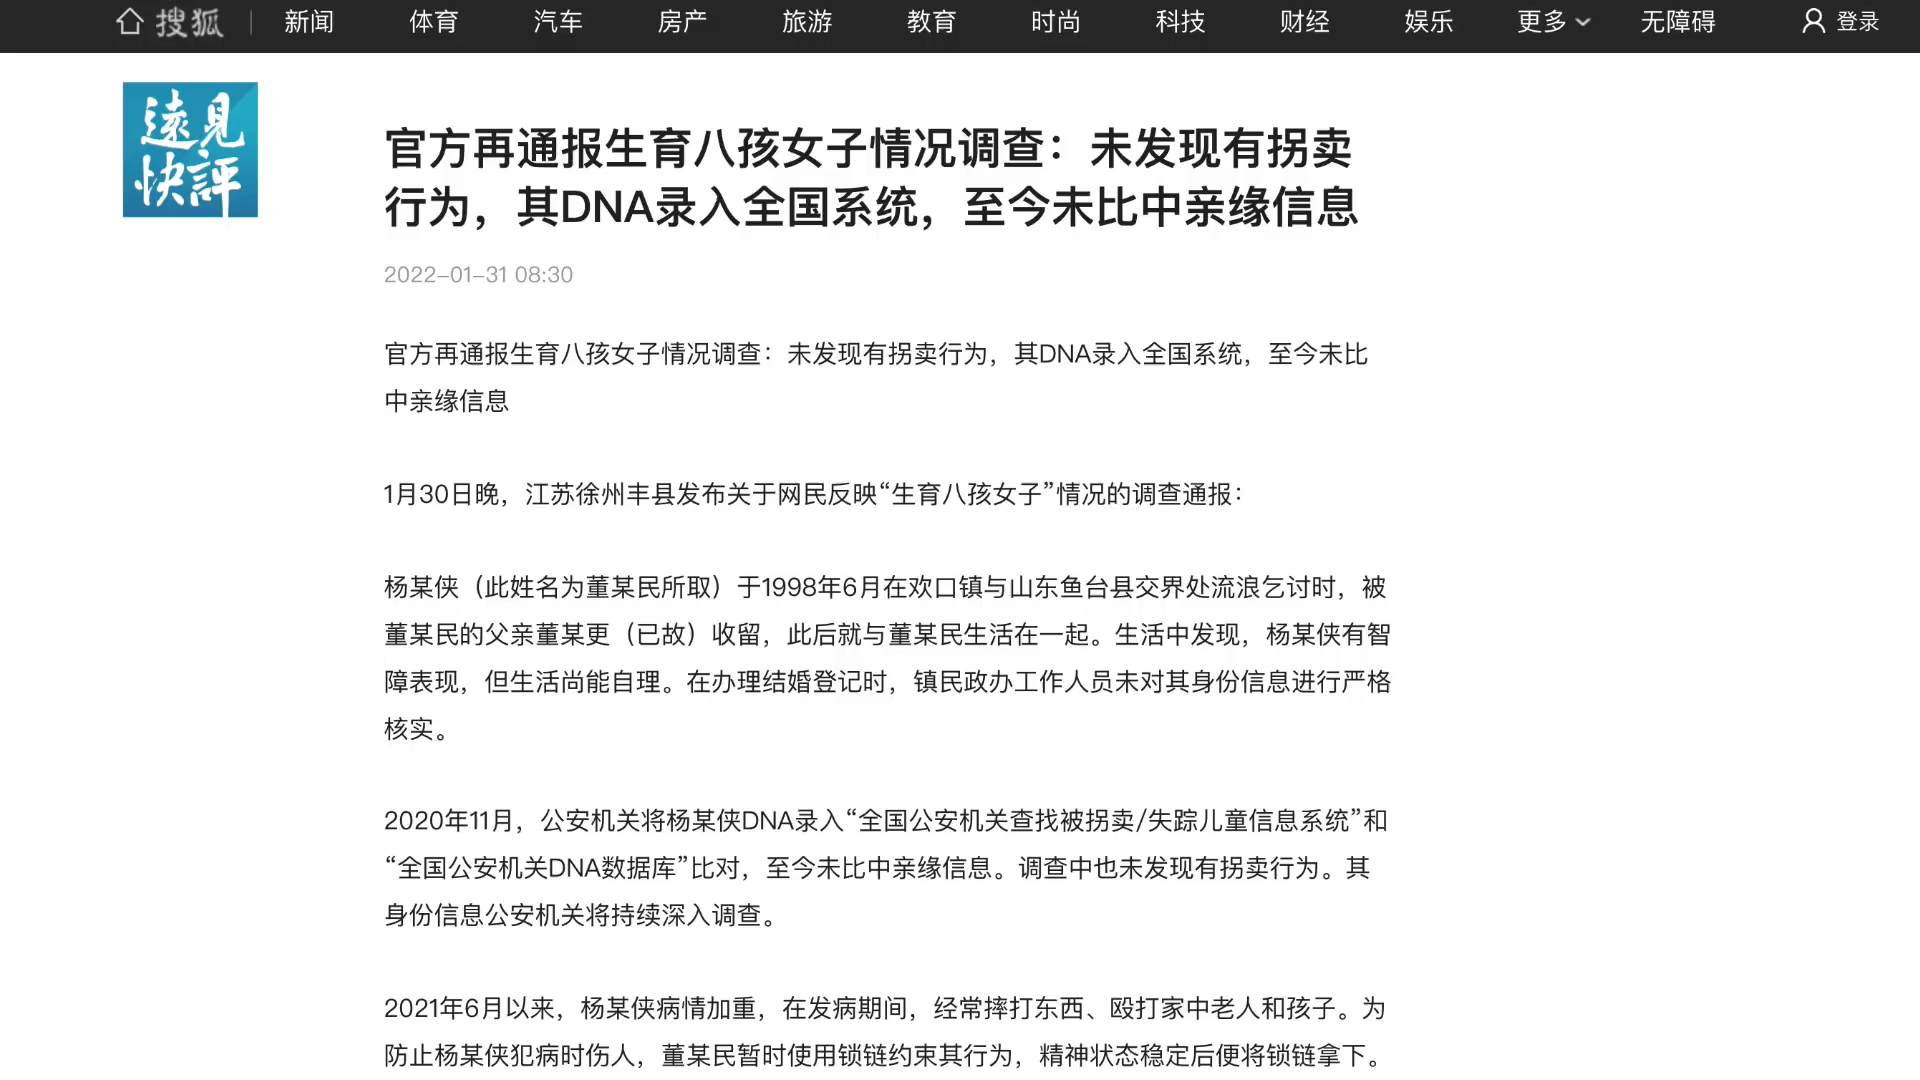 搜狐 新闻 体育 汽车 房产 旅游 教育 时尚 科技 财经 娱乐 更多 无障碍 登录
遠見
快評
官方再通报生育八孩女子情况调查：未发现有拐卖
行为，其DNA录入全国系统，至今未比中亲缘信息
2022-01-31 08:30
官方再通报生育八孩女子情况调查：未发现有拐卖行为，其DNA录入全国系统，至今未比
中亲缘信息
1月30日晚，江苏徐州丰县发布关于网民反映“生育八孩女子”情况的调查通报：
杨某侠（此姓名为董某民所取）于1998年6月在欢口镇与山东鱼台县交界处流浪乞讨时，被
董某民的父亲董某更（已故）收留，此后就与董某民生活在一起。生活中发现，杨某侠有智
障表现，但生活尚能自理。在办理结婚登记时，镇民政办工作人员未对其身份信息进行严格
核实。
2020年11月，公安机关将杨某侠DNA录入“全国公安机关查找被拐卖/失踪儿童信息系统”和
“全国公安机关DNA数据库”比对，至今未比中亲缘信息。调查中也未发现有拐卖行为。其
身份信息公安机关将持续深入调查。
2021年6月以来，杨某侠病情加重，在发病期间，经常摔打东西、殴打家中老人和孩子。为
防止杨某侠犯病时伤人，董某民暂时使用锁链约束其行为，精神状态稳定后便将锁链拿下。